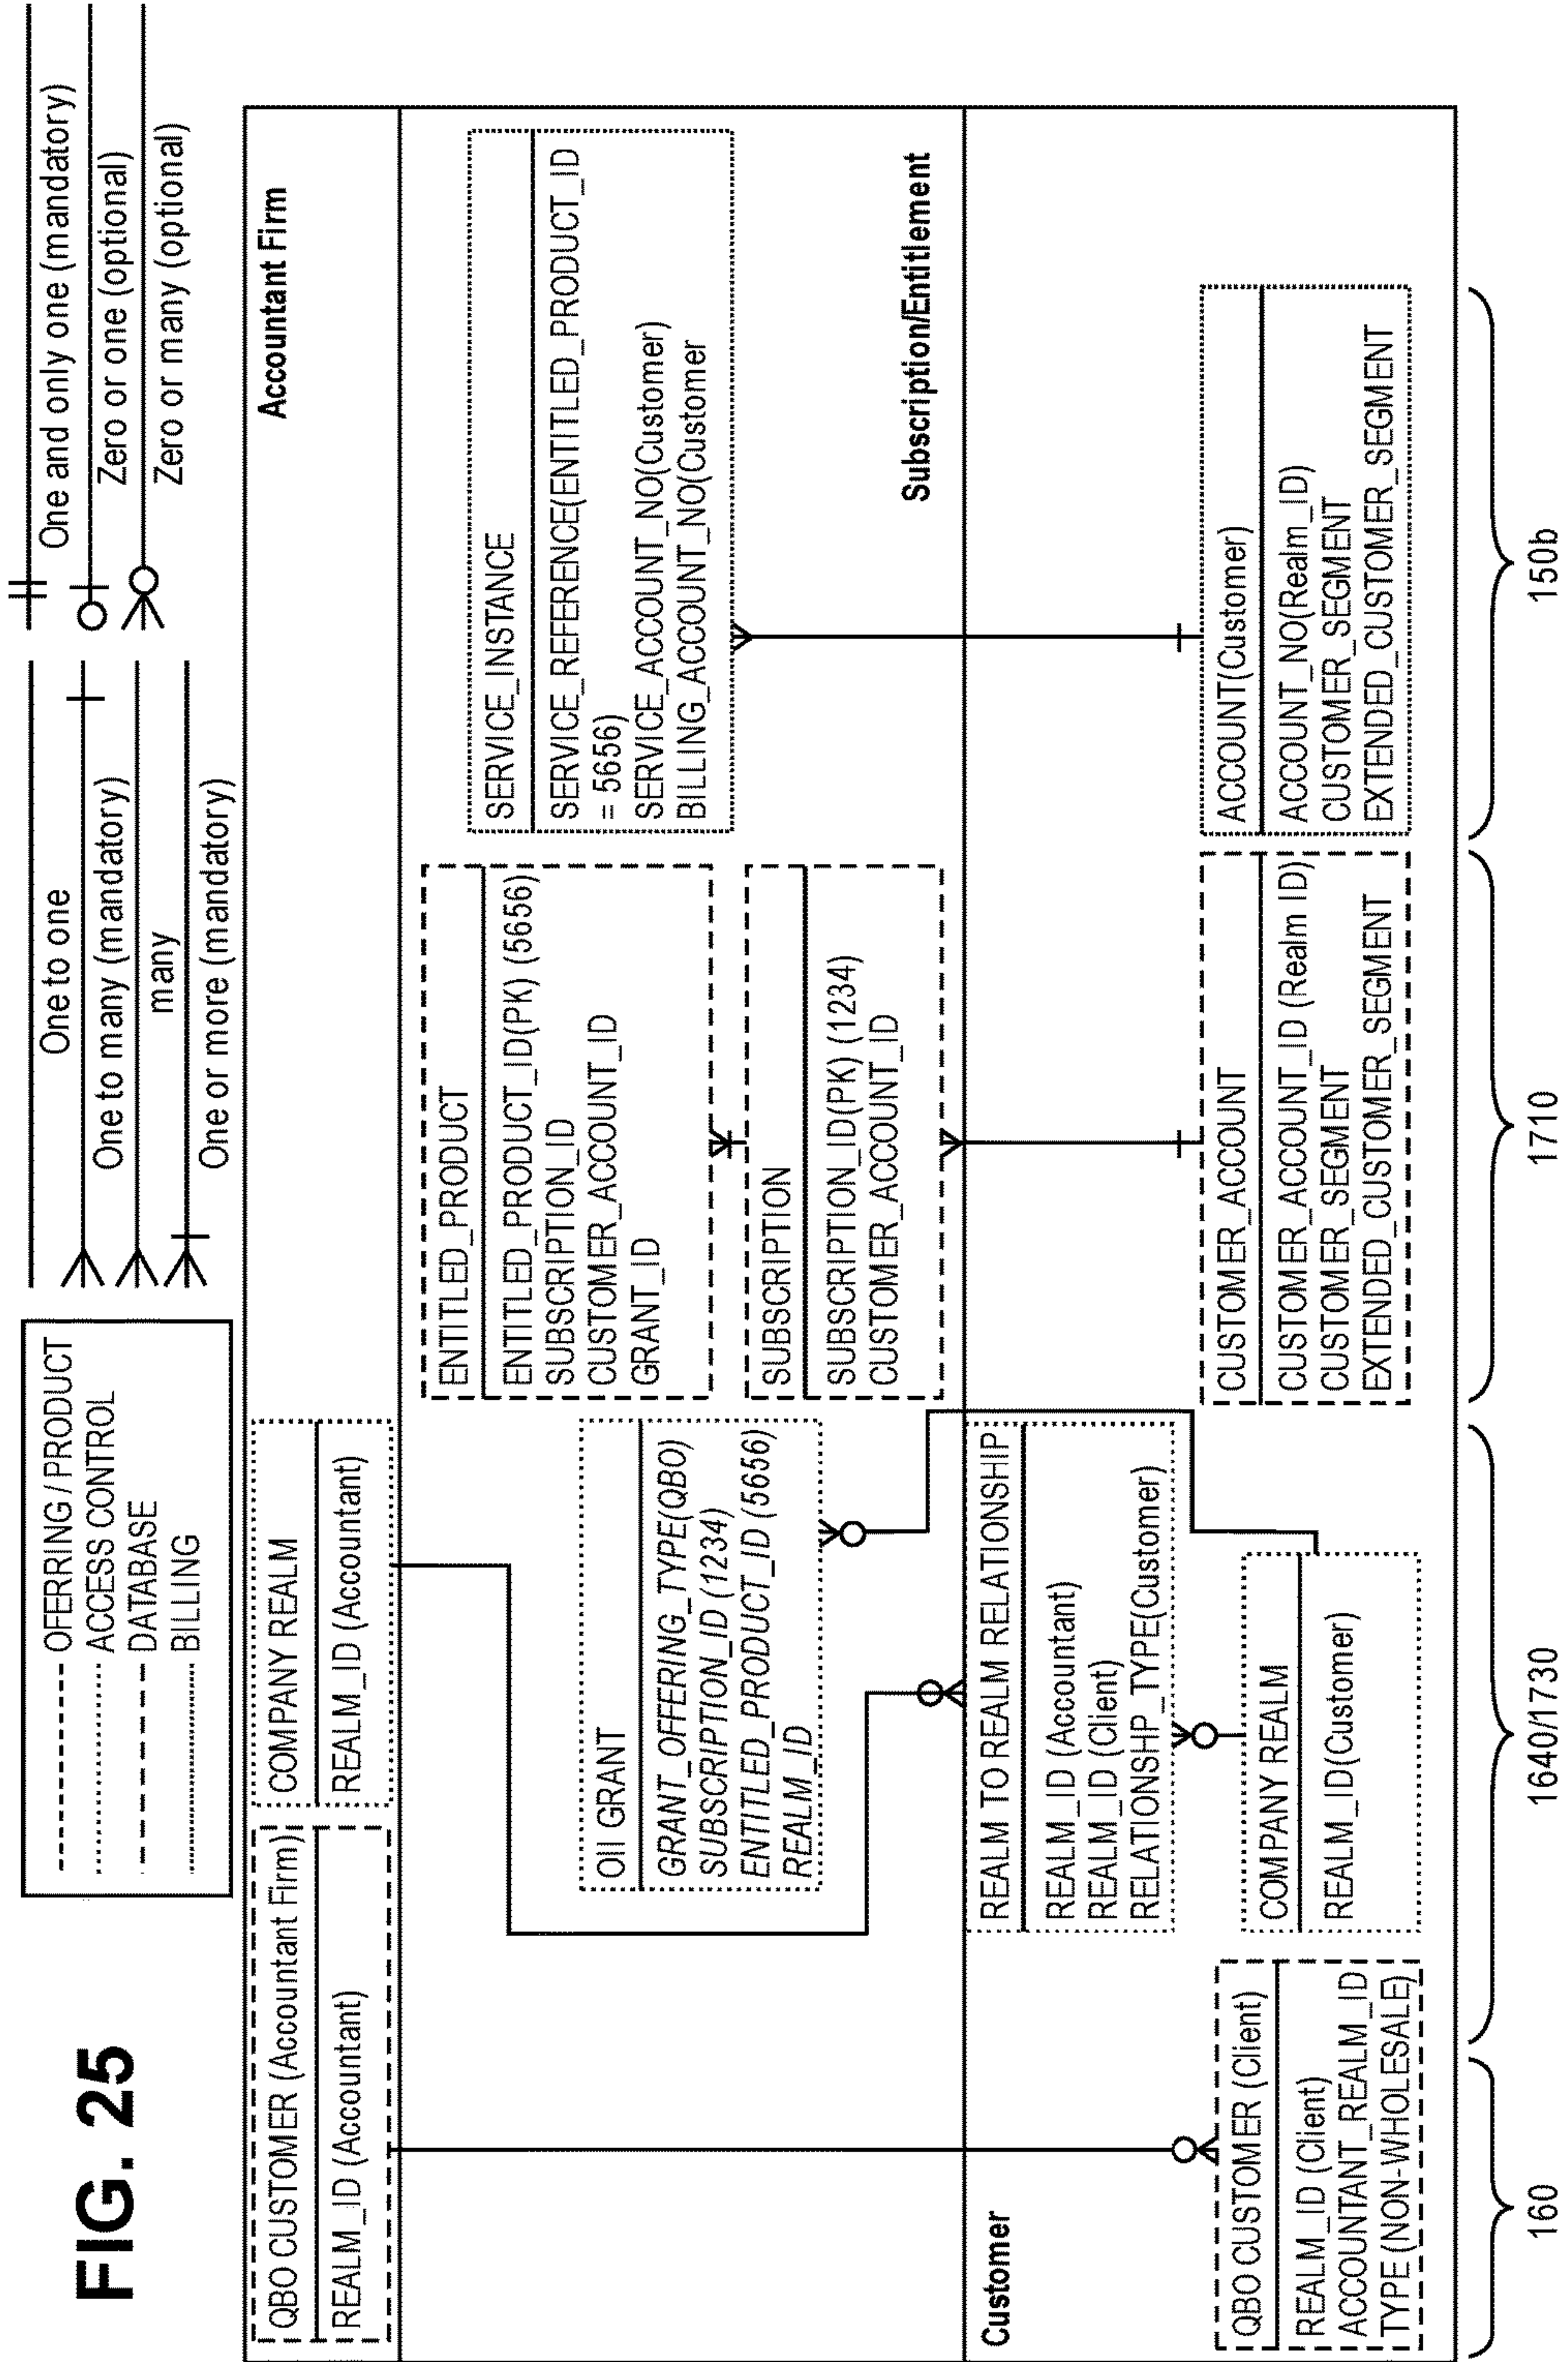 FIG. 25
OFERRING / PRODUCT
ACCESS CONTROL
DATABASE
BILLING
One to one
One to many (mandatory)
many
One or more (mandatory)
One and only one (mandatory)
Zero or one (optional)
Zero or many (optional)
Accountant Firm
QBO CUSTOMER (Accountant Firm)
REALM_ID (Accountant)
COMPANY REALM
REALM_ID (Accountant)
OII GRANT
GRANT_OFFERING_TYPE(QBO)
SUBSCRIPTION_ID (1234)
ENTITLED_PRODUCT_ID (5656)
REALM_ID
ENTITLED_PRODUCT
ENTITLED_PRODUCT_ID(PK) (5656)
SUBSCRIPTION_ID
CUSTOMER_ACCOUNT_ID
GRANT_ID
SUBSCRIPTION
SUBSCRIPTION_ID(PK) (1234)
CUSTOMER_ACCOUNT_ID
SERVICE_INSTANCE
SERVICE_REFERENCE(ENTITLED_PRODUCT_ID
= 5656)
SERVICE_ACCOUNT_NO(Customer)
BILLING_ACCOUNT_NO(Customer
Subscription/Entitlement
Customer
QBO CUSTOMER (Client)
REALM_ID (Client)
ACCOUNTANT_REALM_ID
TYPE (NON-WHOLESALE)
REALM TO REALM RELATIONSHIP
REALM_ID (Accountant)
REALM_ID (Client)
RELATIONSHIP_TYPE(Customer)
COMPANY REALM
REALM_ID(Customer)
CUSTOMER_ACCOUNT
CUSTOMER_ACCOUNT_ID (Realm ID)
CUSTOMER_SEGMENT
EXTENDED_CUSTOMER_SEGMENT
ACCOUNT(Customer)
ACCOUNT_NO(Realm_ID)
CUSTOMER_SEGMENT
EXTENDED_CUSTOMER_SEGMENT
160
1640/1730
1710
150b